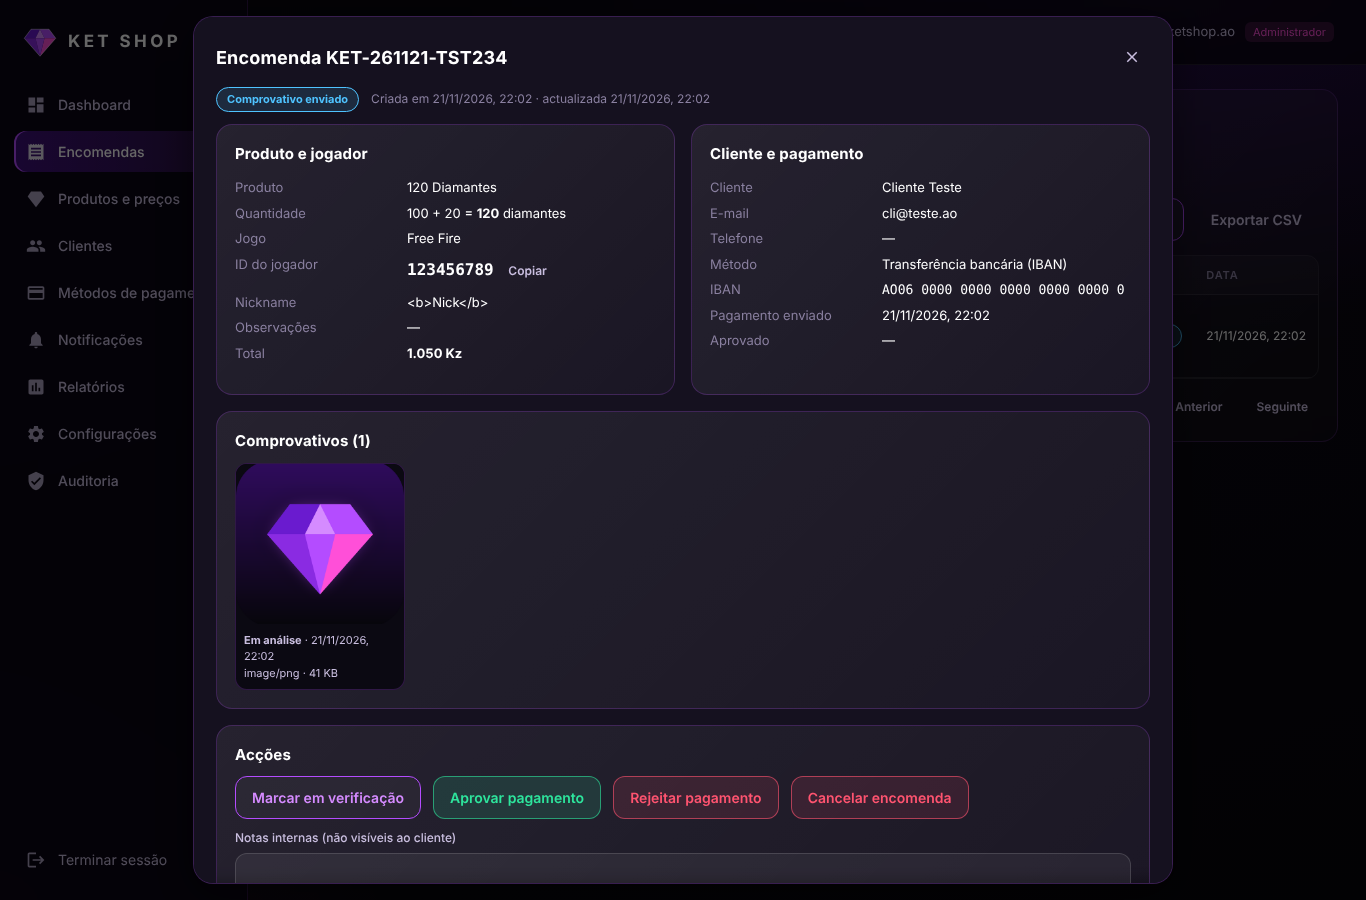 KET SHOP
Dashboard
Encomendas
Produtos e preços
Clientes
Métodos de pagame
Notificações
Relatórios
Configurações
Auditoria
Terminar sessão
etshop.ao Administrador
Exportar CSV
DATA
21/11/2026, 22:02
Anterior Seguinte
Encomenda KET-261121-TST234
Comprovativo enviado Criada em 21/11/2026, 22:02 · actualizada 21/11/2026, 22:02
Produto e jogador
Produto 120 Diamantes
Quantidade 100 + 20 = 120 diamantes
Jogo Free Fire
ID do jogador 123456789 Copiar
Nickname <b>Nick</b>
Observações —
Total 1.050 Kz
Cliente e pagamento
Cliente Cliente Teste
E-mail cli@teste.ao
Telefone —
Método Transferência bancária (IBAN)
IBAN AO06 0000 0000 0000 0000 0000 0
Pagamento enviado 21/11/2026, 22:02
Aprovado —
Comprovativos (1)
Em análise · 21/11/2026,
22:02
image/png · 41 KB
Acções
Marcar em verificação Aprovar pagamento Rejeitar pagamento Cancelar encomenda
Notas internas (não visíveis ao cliente)